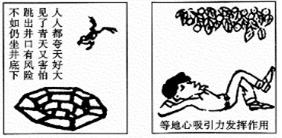 人人都夸天好大
见了青天又害怕
跳出井口有风险
不如仍坐井底下
等地心吸引力发挥作用